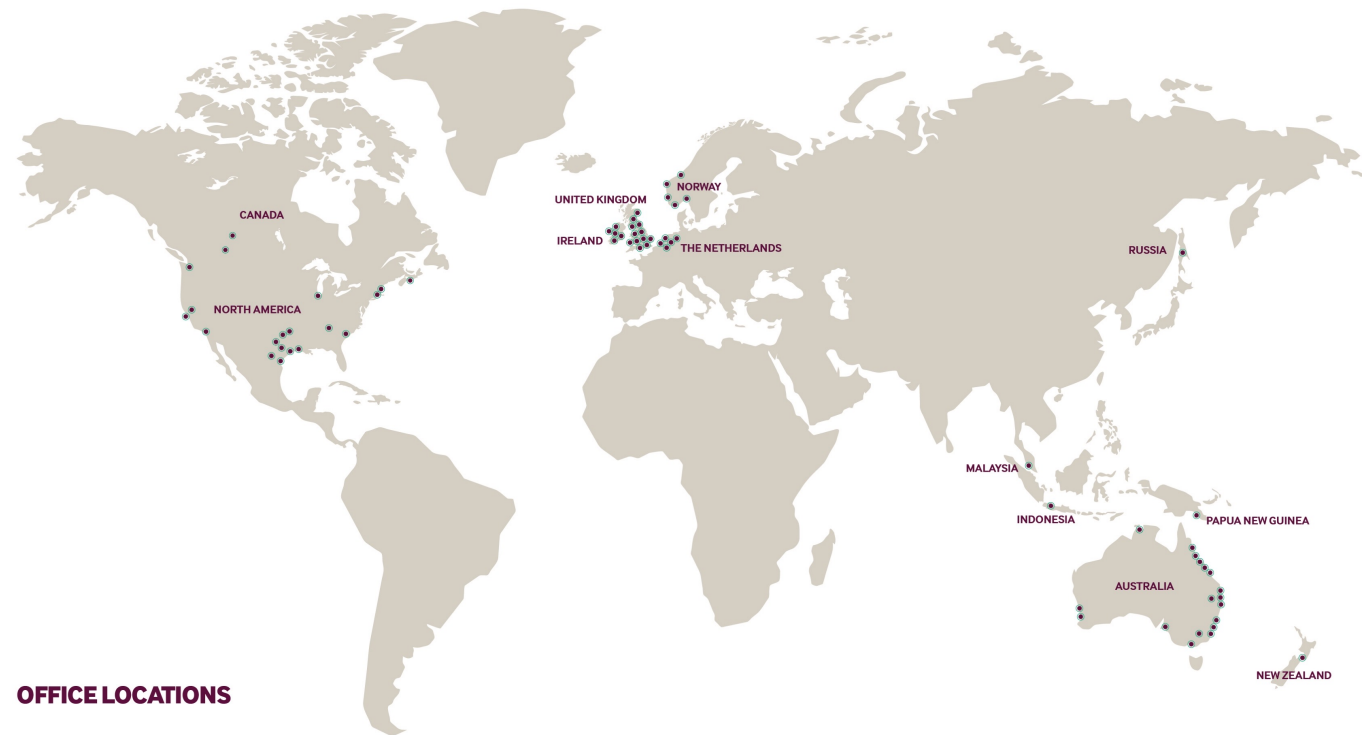 CANADA
NORTH AMERICA
NORWAY
UNITED KINGDOM
IRELAND
THE NETHERLANDS
RUSSIA
MALAYSIA
INDONESIA
PAPUA NEW GUINEA
AUSTRALIA
NEW ZEALAND
OFFICE LOCATIONS